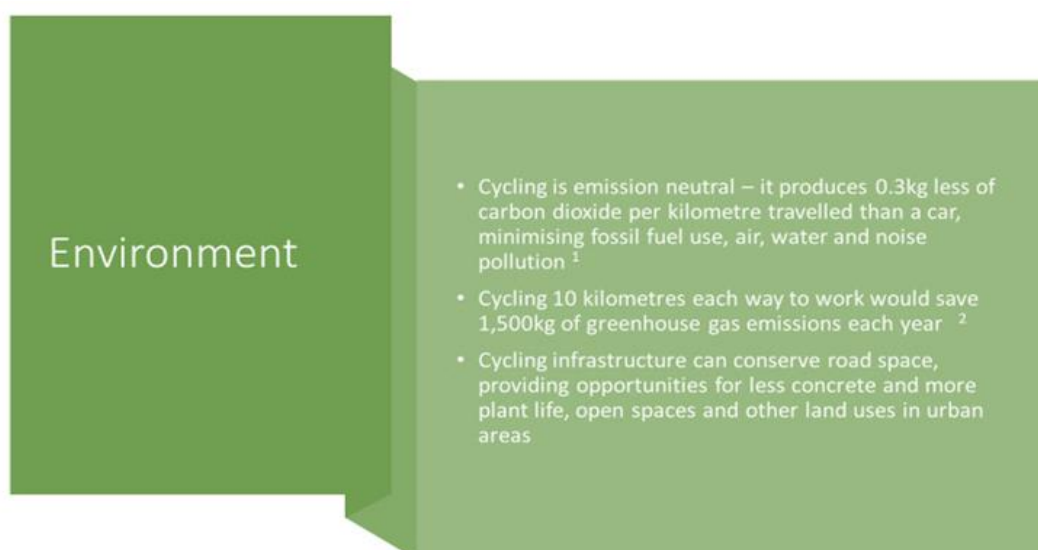 Environment
• Cycling is emission neutral – it produces 0.3kg less of
carbon dioxide per kilometre travelled than a car,
minimising fossil fuel use, air, water and noise
pollution ¹
• Cycling 10 kilometres each way to work would save
1,500kg of greenhouse gas emissions each year ²
• Cycling infrastructure can conserve road space,
providing opportunities for less concrete and more
plant life, open spaces and other land uses in urban
areas